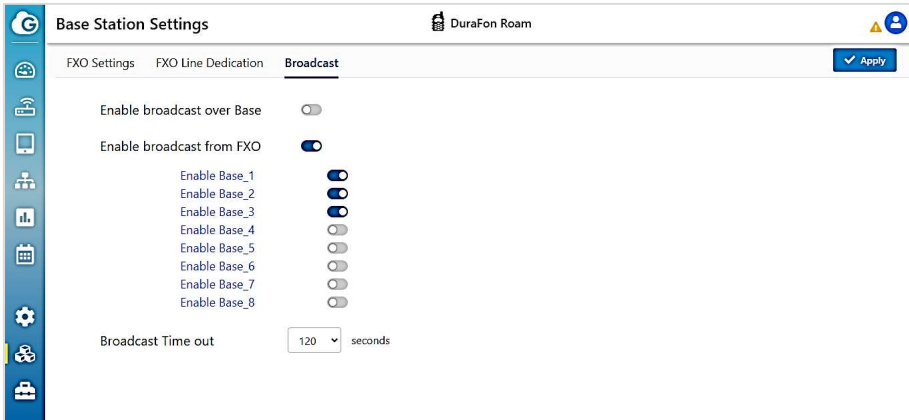 G
Base Station Settings
DuraFon Roam
FXO Settings FXO Line Dedication Broadcast
Apply
Enable broadcast over Base
Enable broadcast from FXO
Enable Base_1
Enable Base_2
Enable Base_3
Enable Base_4
Enable Base_5
Enable Base_6
Enable Base_7
Enable Base_8
Broadcast Time out 120 seconds